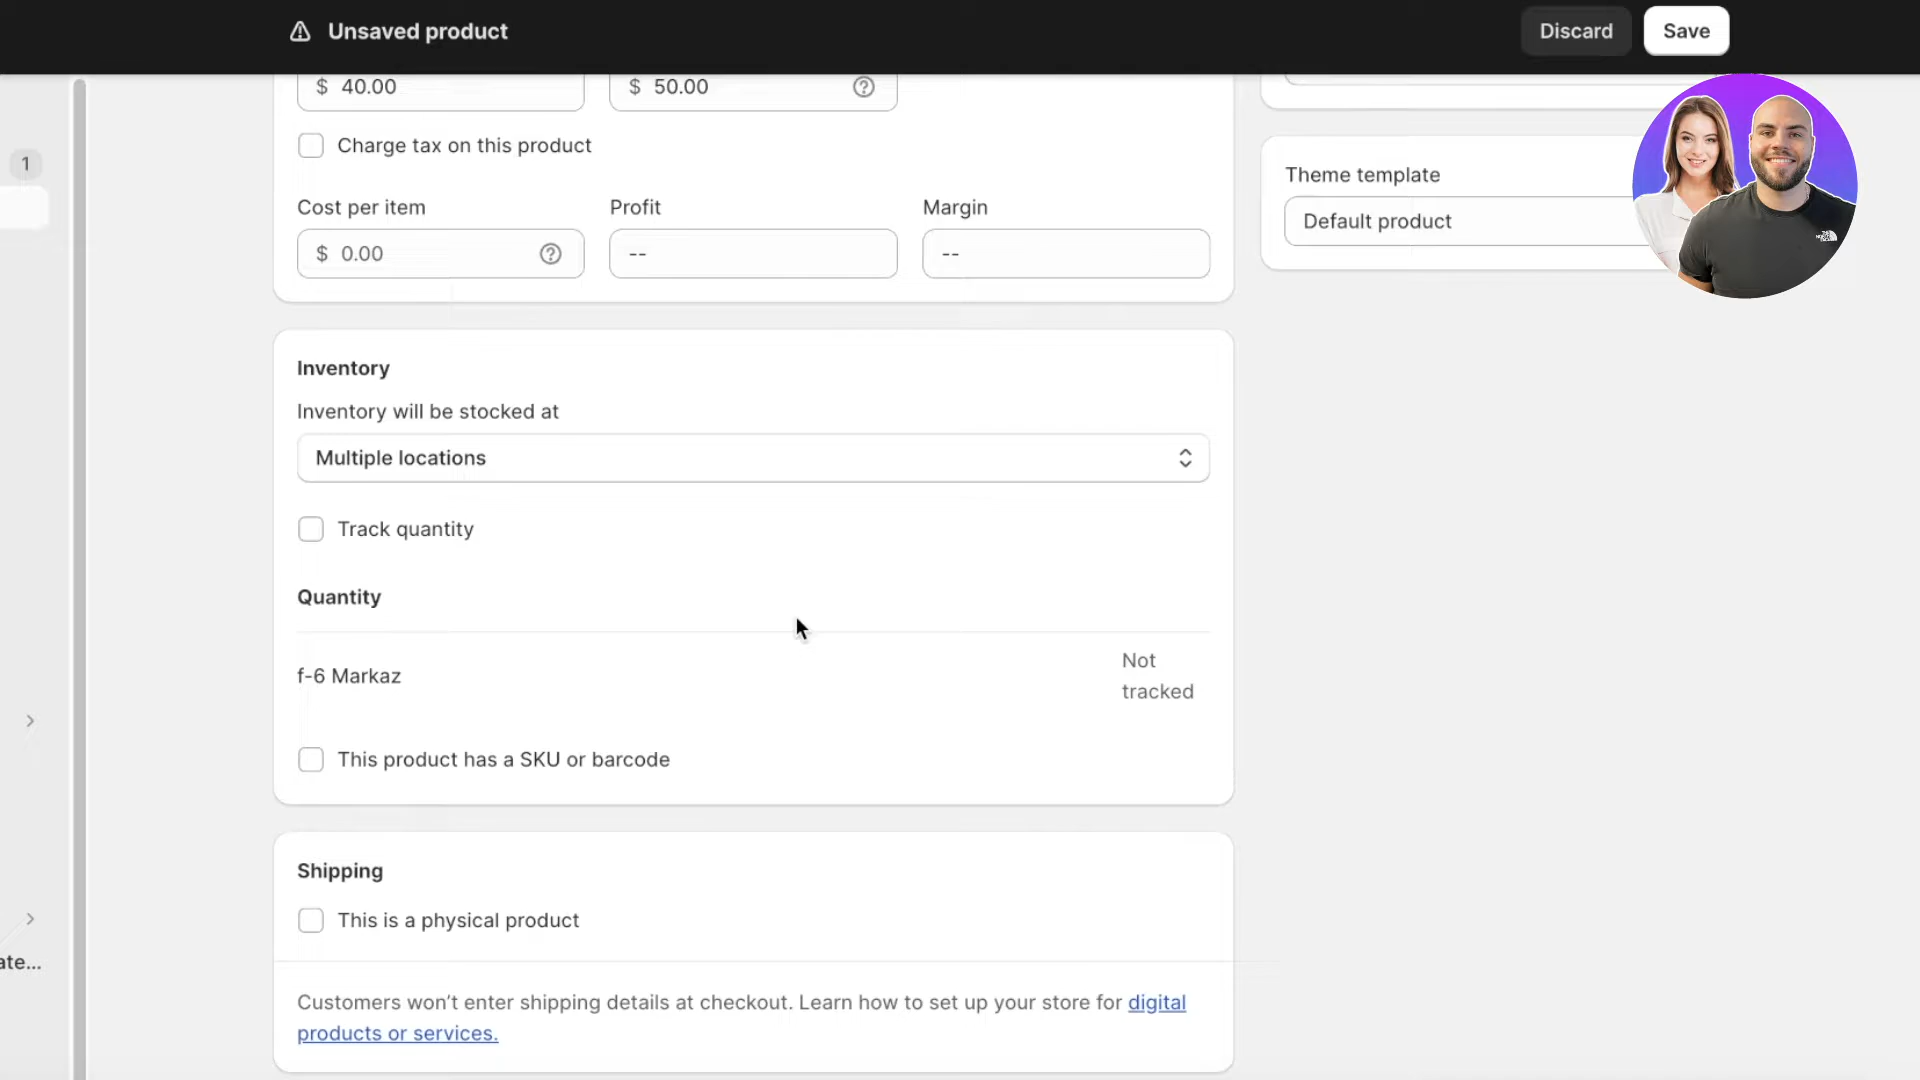 Unsaved product
Discard
Save
$ 40.00
$ 50.00
Charge tax on this product
1
Theme template
Default product
Cost per item
Profit
Margin
$ 0.00
--
--
Inventory
Inventory will be stocked at
Multiple locations
Track quantity
Quantity
f-6 Markaz
Not
tracked
This product has a SKU or barcode
Shipping
This is a physical product
ate...
Customers won't enter shipping details at checkout. Learn how to set up your store for digital
products or services.